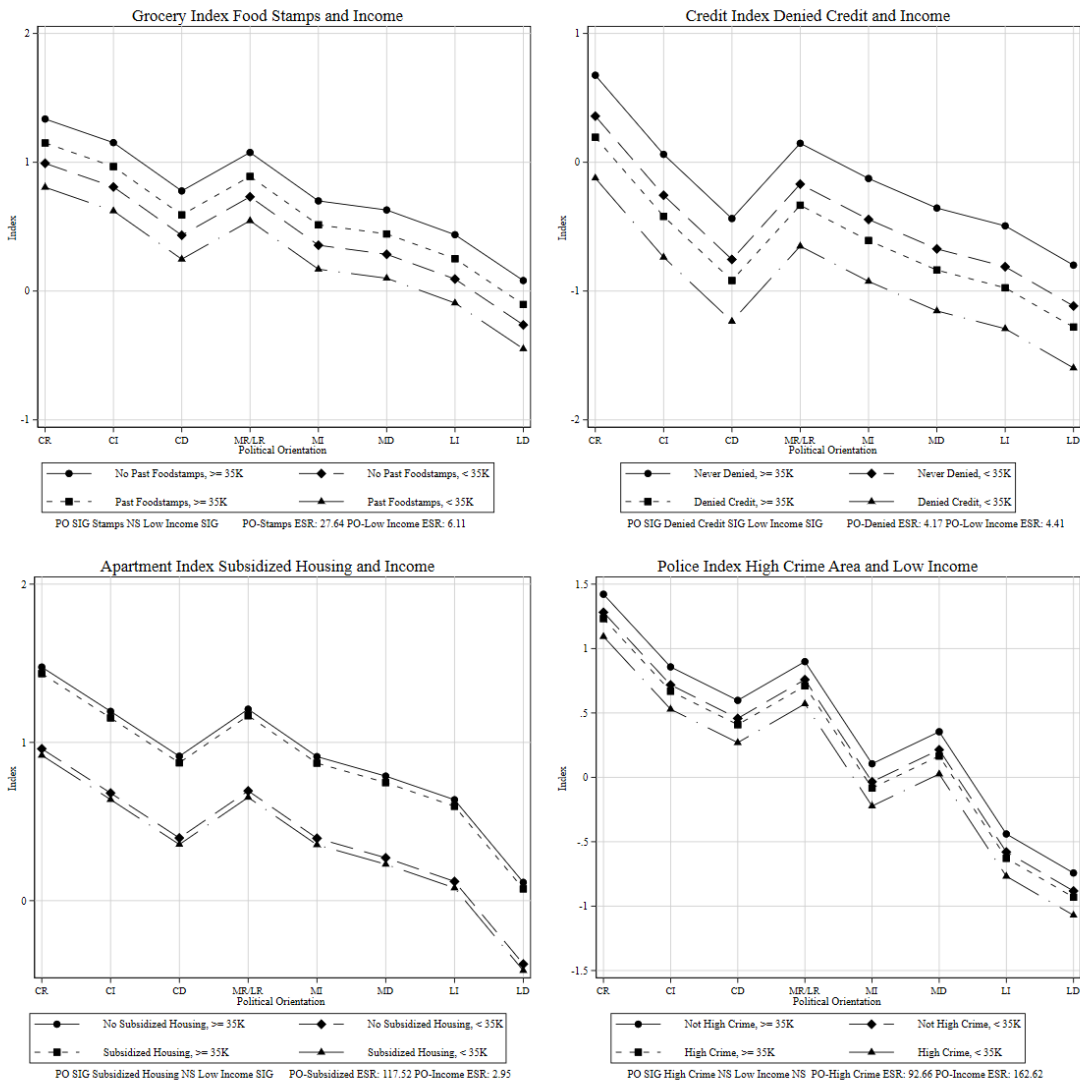 Grocery Index Food Stamps and Income
2
1
0
-1
Index
CR CI CD MR/LR MI MD LI LD
Political Orientation
No Past Foodstamps, >= 35K No Past Foodstamps, < 35K
Past Foodstamps, >= 35K Past Foodstamps, < 35K
PO SIG Stamps NS Low Income SIG PO-Stamps ESR: 27.64 PO-Low Income ESR: 6.11
Credit Index Denied Credit and Income
1
0
-1
-2
Index
CR CI CD MR/LR MI MD LI LD
Political Orientation
Never Denied, >= 35K Never Denied, < 35K
Denied Credit, >= 35K Denied Credit, < 35K
PO SIG Denied Credit SIG Low Income SIG PO-Denied ESR: 4.17 PO-Low Income ESR: 4.41
Apartment Index Subsidized Housing and Income
2
1
0
Index
CR CI CD MR/LR MI MD LI LD
Political Orientation
No Subsidized Housing, >= 35K No Subsidized Housing, < 35K
Subsidized Housing, >= 35K Subsidized Housing, < 35K
PO SIG Subsidized Housing NS Low Income SIG PO-Subsidized ESR: 117.52 PO-Income ESR: 2.95
Police Index High Crime Area and Low Income
1.5
1
.5
0
-.5
-1
-1.5
Index
CR CI CD MR/LR MI MD LI LD
Political Orientation
Not High Crime, >= 35K Not High Crime, < 35K
High Crime, >= 35K High Crime, < 35K
PO SIG High Crime NS Low Income NS PO-High Crime ESR: 92.66 PO-Income ESR: 162.62